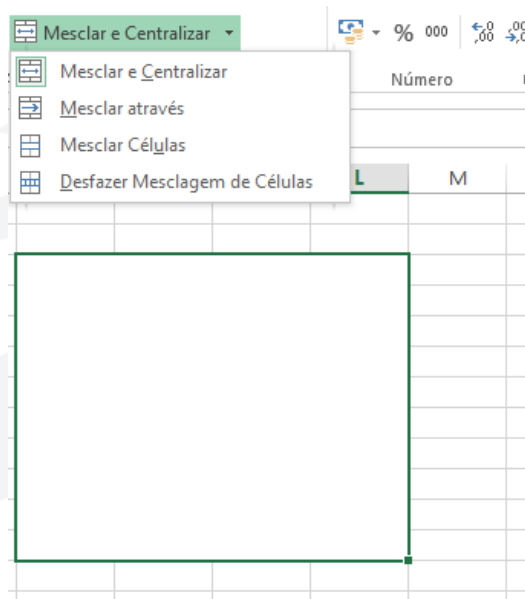 Mesclar e Centralizar
% 000
Mesclar e Centralizar
Mesclar através
Mesclar Células
Desfazer Mesclagem de Células
Número
L M